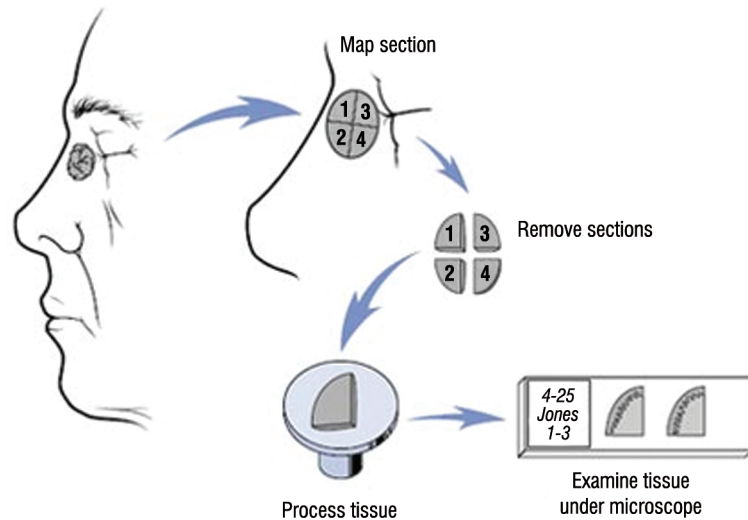 Map section
1 3
2 4
1 3
2 4
Remove sections
Process tissue
4-25
Jones
1-3
Examine tissue
under microscope